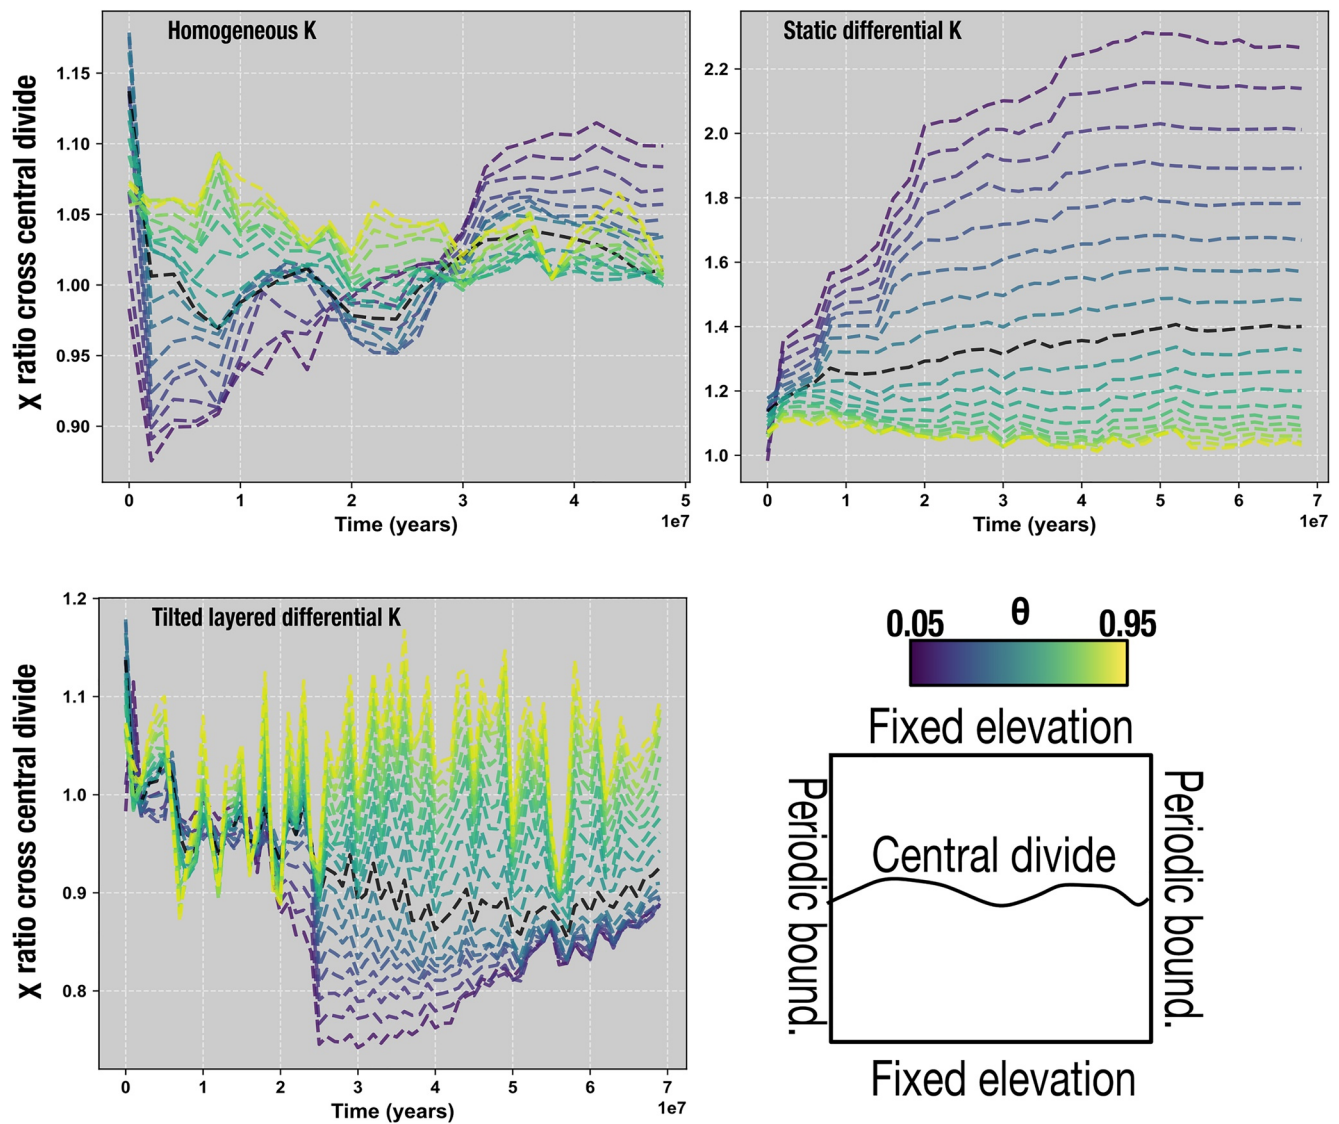 Homogeneous K
X ratio cross central divide
1.15
1.10
1.05
1.00
0.95
0.90
0 1 2 3 4 5
1e7
Time (years)
Static differential K
2.2
2.0
1.8
1.6
1.4
1.2
1.0
0 1 2 3 4 5 6 7
1e7
Time (years)
Tilted layered differential K
X ratio cross central divide
1.2
1.1
1.0
0.9
0.8
0 1 2 3 4 5 6 7
1e7
Time (years)
θ
0.05 0.95
Fixed elevation
Periodic bound.
Central divide
Periodic bound.
Fixed elevation